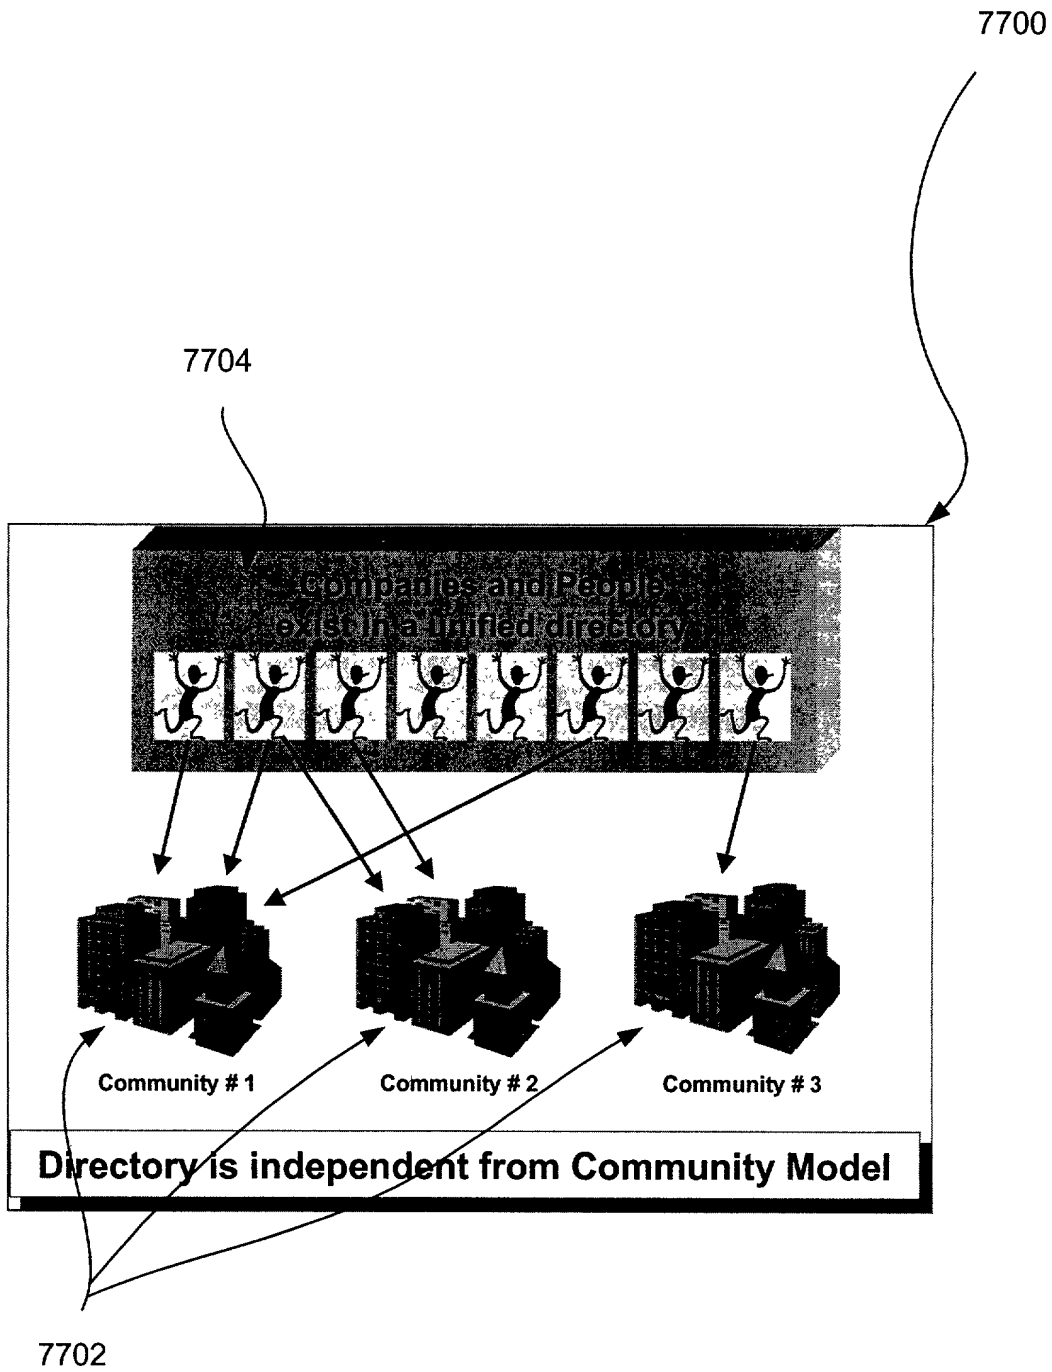 7700
7704
Companies and People
exist in a unified directory
Community # 1
Community # 2
Community # 3
Directory is independent from Community Model
7702